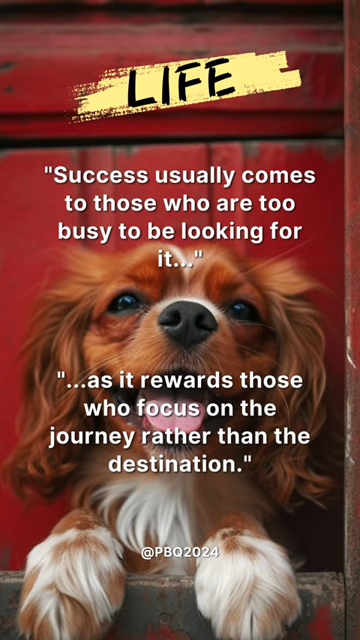 LIFE
"Success usually comes
to those who are too
busy to be looking for
it..."
"...as it rewards those
who focus on the
journey rather than the
destination."
@PBQ2024